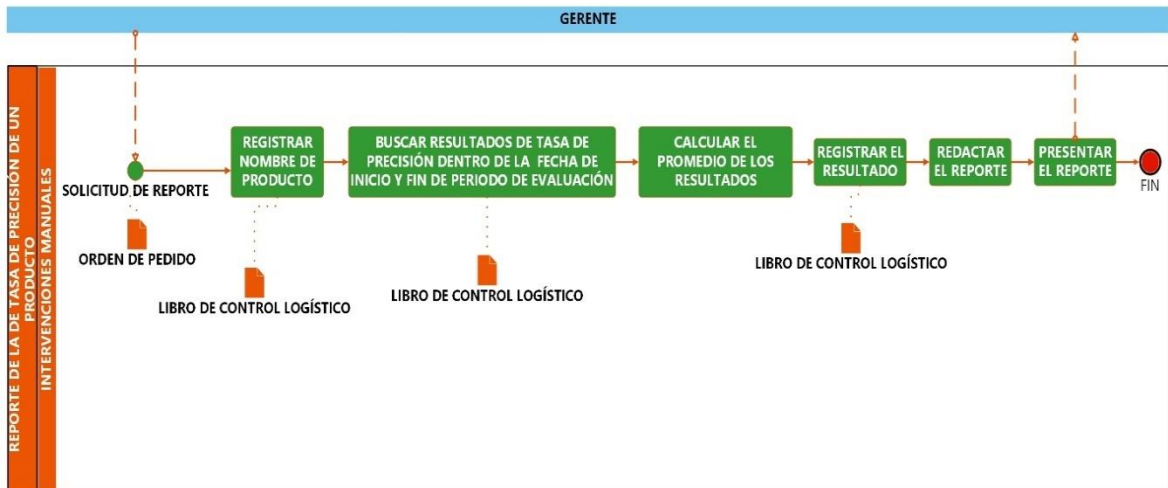 GERENTE
REPORTE DE LA DE TASA DE PRECISIÓN DE UN
PRODUCTO
INTERVENCIONES MANUALES
SOLICITUD DE REPORTE
ORDEN DE PEDIDO
REGISTRAR
NOMBRE DE
PRODUCTO
LIBRO DE CONTROL LOGÍSTICO
BUSCAR RESULTADOS DE TASA DE
PRECISIÓN DENTRO DE LA FECHA DE
INICIO Y FIN DE PERIODO DE EVALUACIÓN
LIBRO DE CONTROL LOGÍSTICO
CALCULAR EL
PROMEDIO DE LOS
RESULTADOS
REGISTRAR EL
RESULTADO
LIBRO DE CONTROL LOGÍSTICO
REDACTAR
EL REPORTE
PRESENTAR
EL REPORTE
FIN